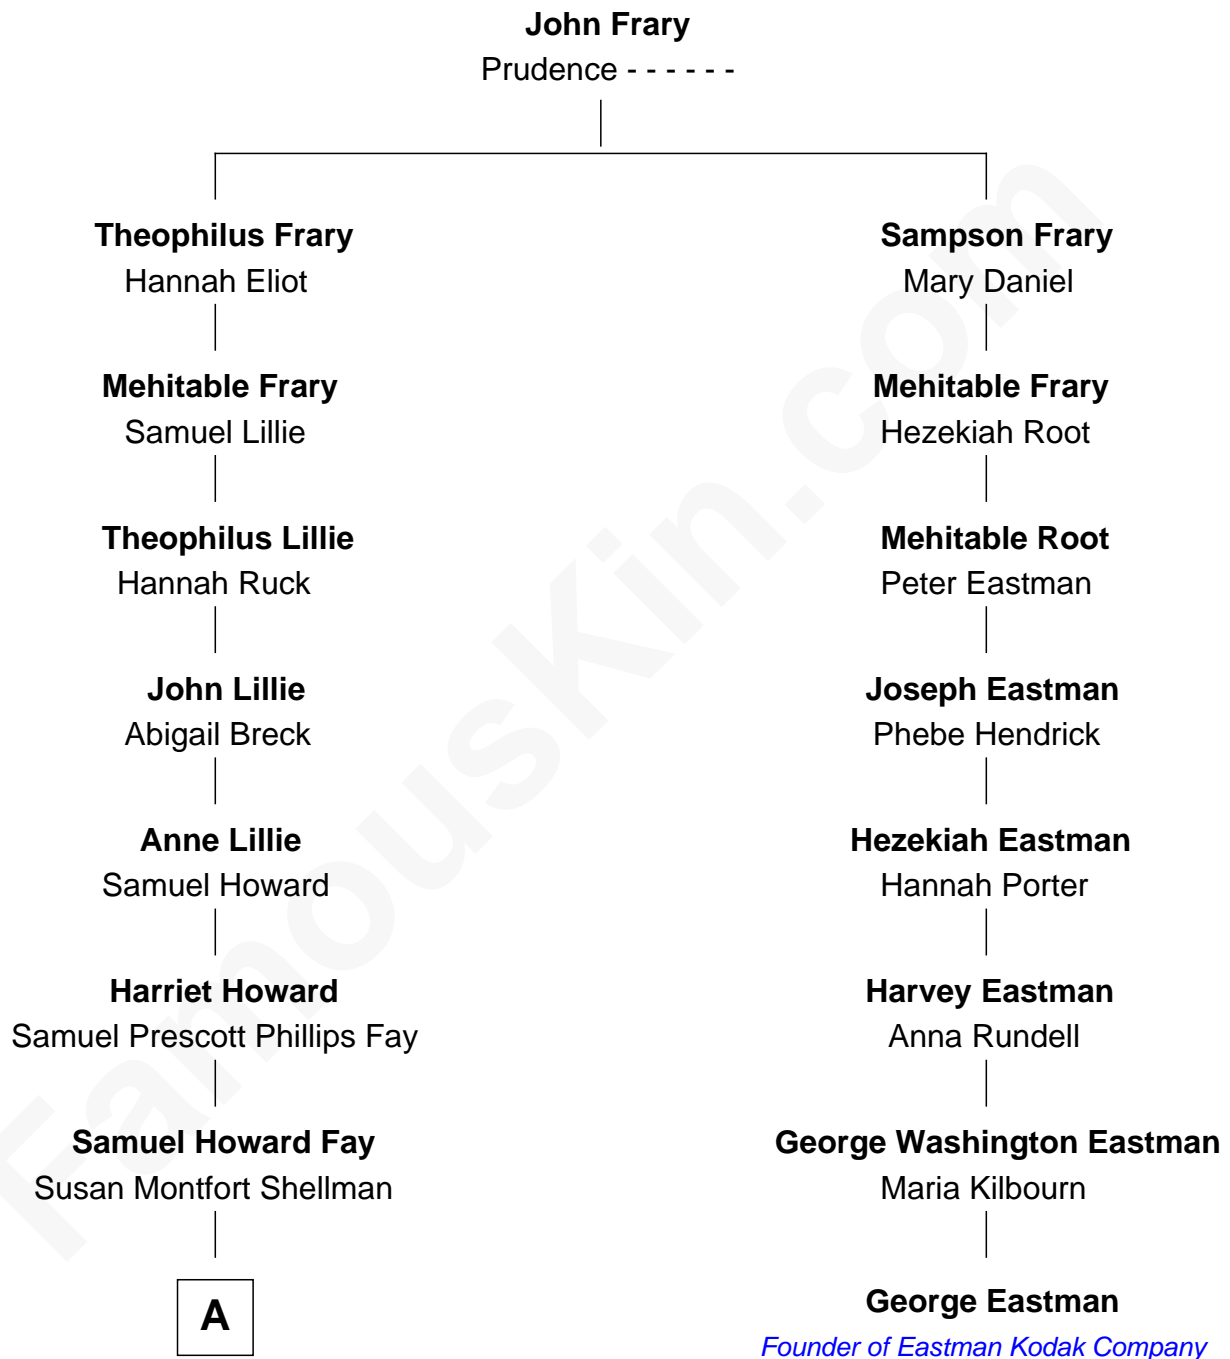 John Frary
Prudence - - - - - -
Theophilus Frary
Hannah Eliot
Sampson Frary
Mary Daniel
Mehitable Frary
Samuel Lillie
Mehitable Frary
Hezekiah Root
Theophilus Lillie
Hannah Ruck
Mehitable Root
Peter Eastman
John Lillie
Abigail Breck
Joseph Eastman
Phebe Hendrick
Anne Lillie
Samuel Howard
Hezekiah Eastman
Hannah Porter
Harriet Howard
Samuel Prescott Phillips Fay
Harvey Eastman
Anna Rundell
Samuel Howard Fay
Susan Montfort Shellman
George Washington Eastman
Maria Kilbourn
A
George Eastman
Founder of Eastman Kodak Company
FamousKin.com